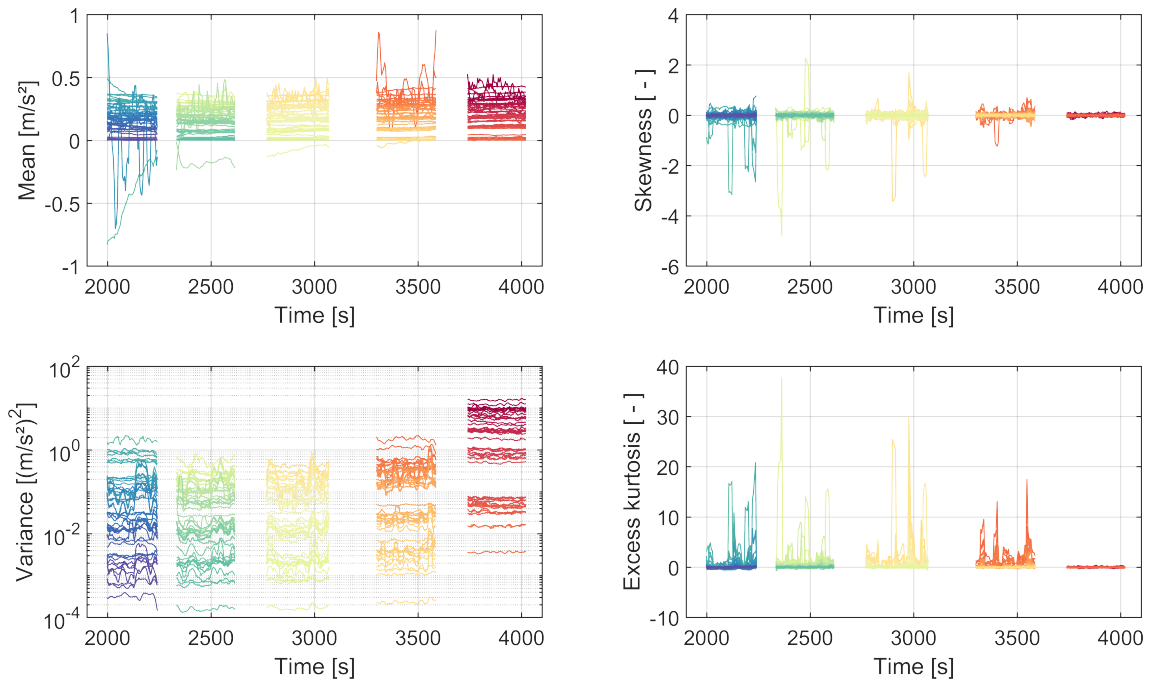 1
0.5
0
-0.5
-1
Mean [m/s²]
2000 2500 3000 3500 4000
Time [s]
4
2
0
-2
-4
-6
Skewness [ - ]
2000 2500 3000 3500 4000
Time [s]
10²
10⁰
10⁻²
10⁻⁴
Variance [(m/s²)²]
2000 2500 3000 3500 4000
Time [s]
40
30
20
10
0
-10
Excess kurtosis [ - ]
2000 2500 3000 3500 4000
Time [s]